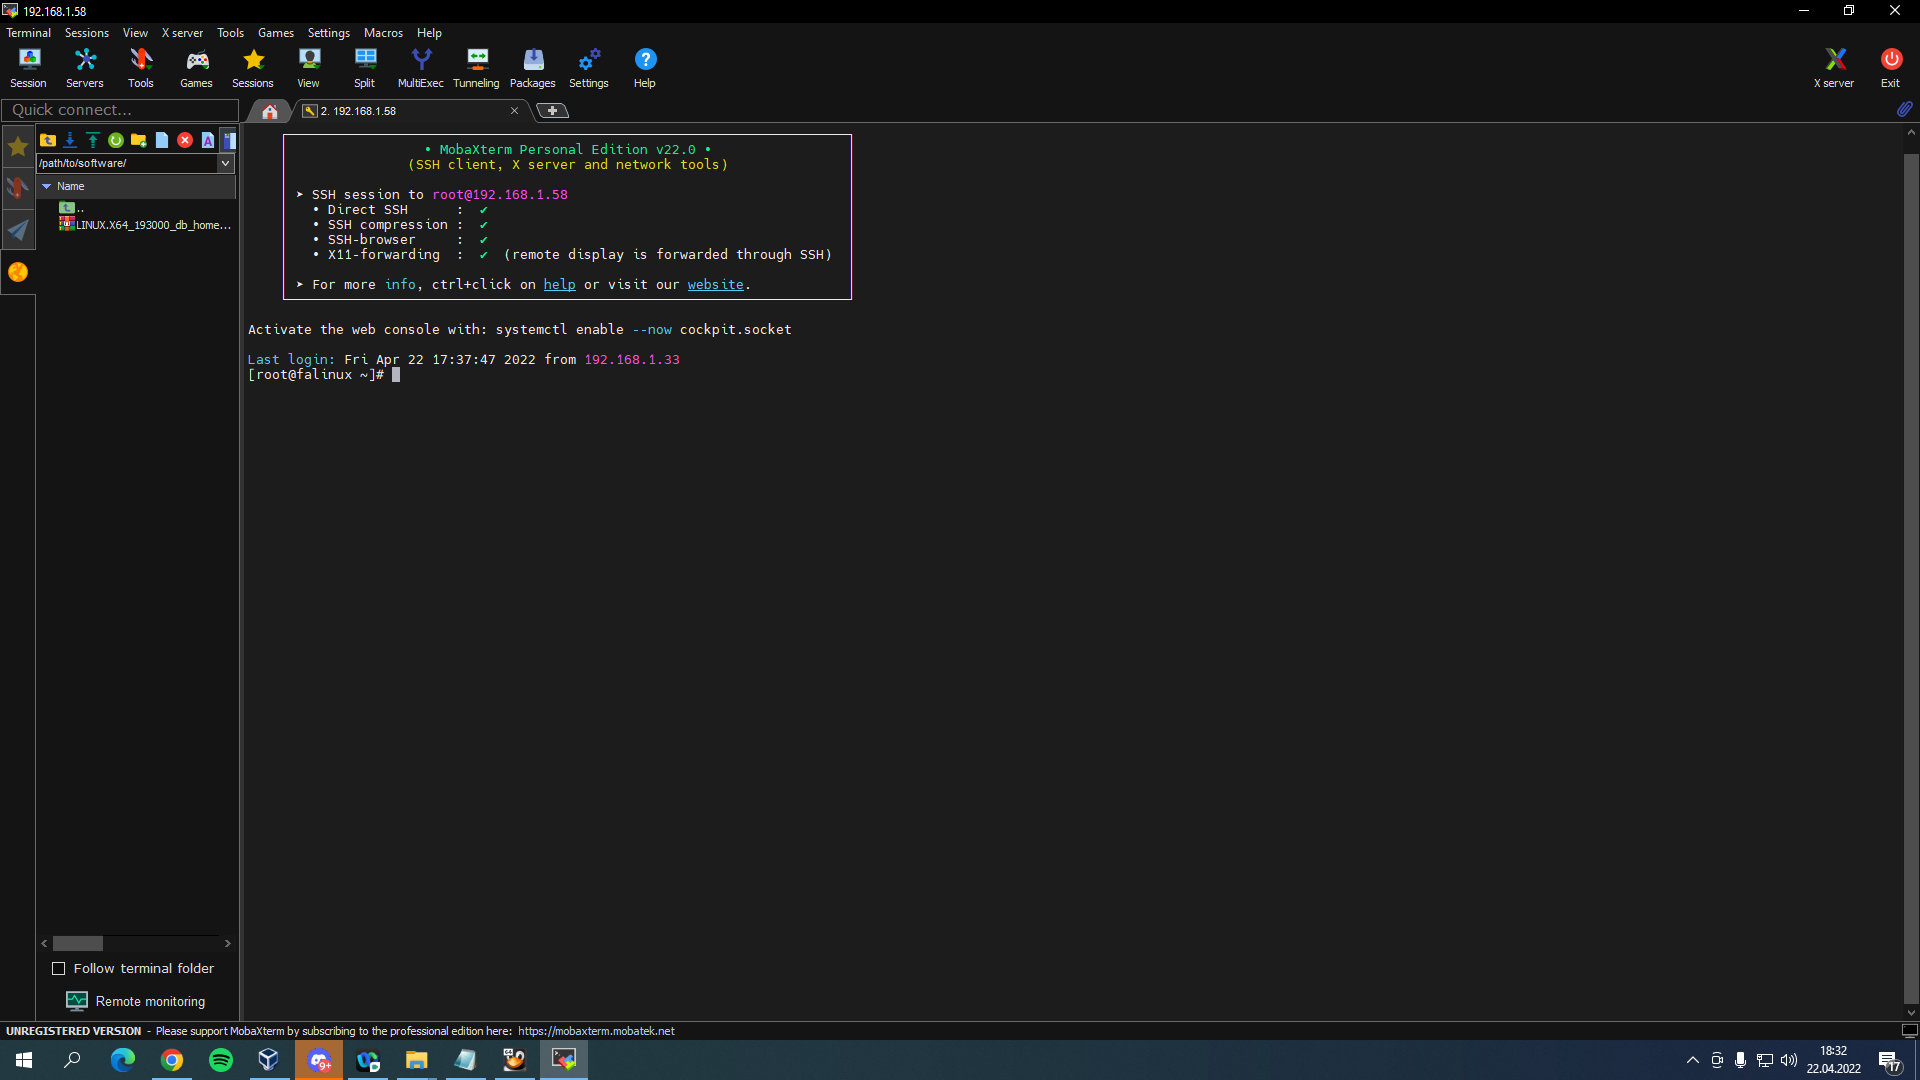 192.168.1.58
Terminal Sessions View X server Tools Games Settings Macros Help
Session Servers Tools Games Sessions View Split MultiExec Tunneling Packages Settings Help X server Exit
Quick connect...
2. 192.168.1.58
/path/to/software/
Name
..
LINUX.X64_193000_db_home...
• MobaXterm Personal Edition v22.0 •
(SSH client, X server and network tools)
➤ SSH session to root@192.168.1.58
• Direct SSH : ✔
• SSH compression : ✔
• SSH-browser : ✔
• X11-forwarding : ✔ (remote display is forwarded through SSH)
➤ For more info, ctrl+click on help or visit our website.
Activate the web console with: systemctl enable --now cockpit.socket
Last login: Fri Apr 22 17:37:47 2022 from 192.168.1.33
[root@falinux ~]#
Follow terminal folder
Remote monitoring
UNREGISTERED VERSION - Please support MobaXterm by subscribing to the professional edition here: https://mobaxterm.mobatek.net
9+
18:32
22.04.2022
17